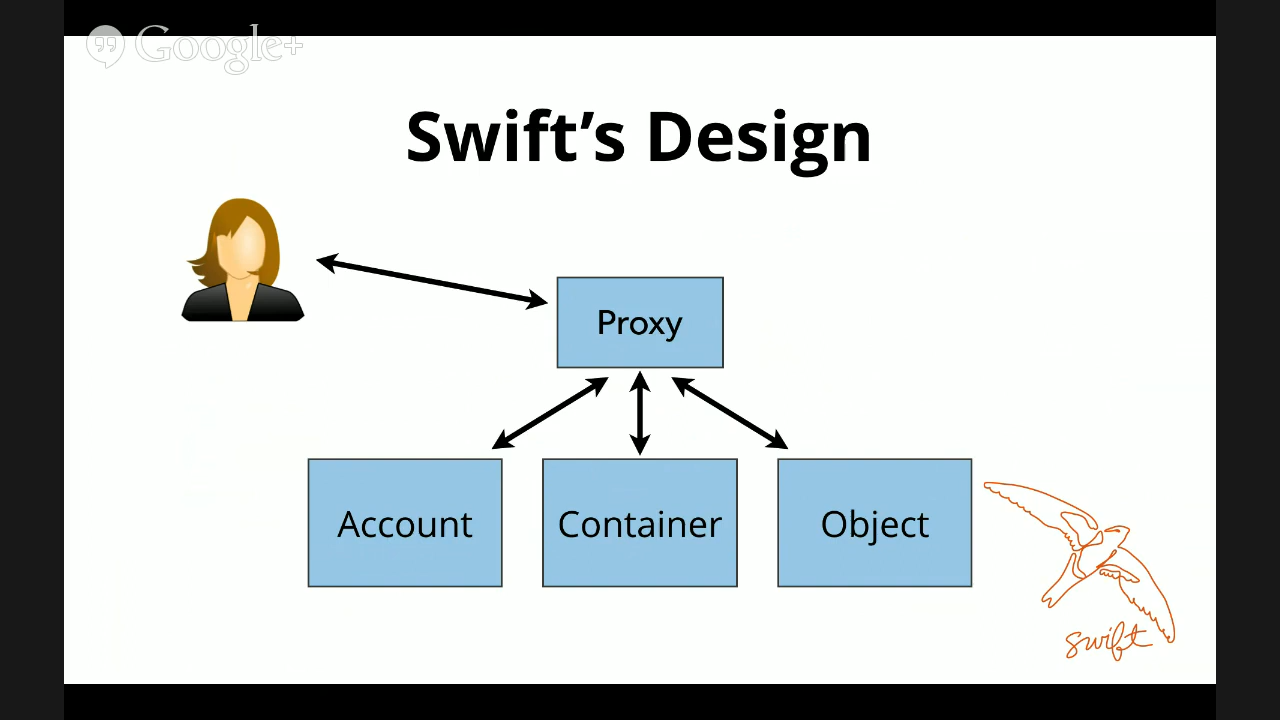 Google+
Swift's Design
Proxy
Account
Container
Object
swift